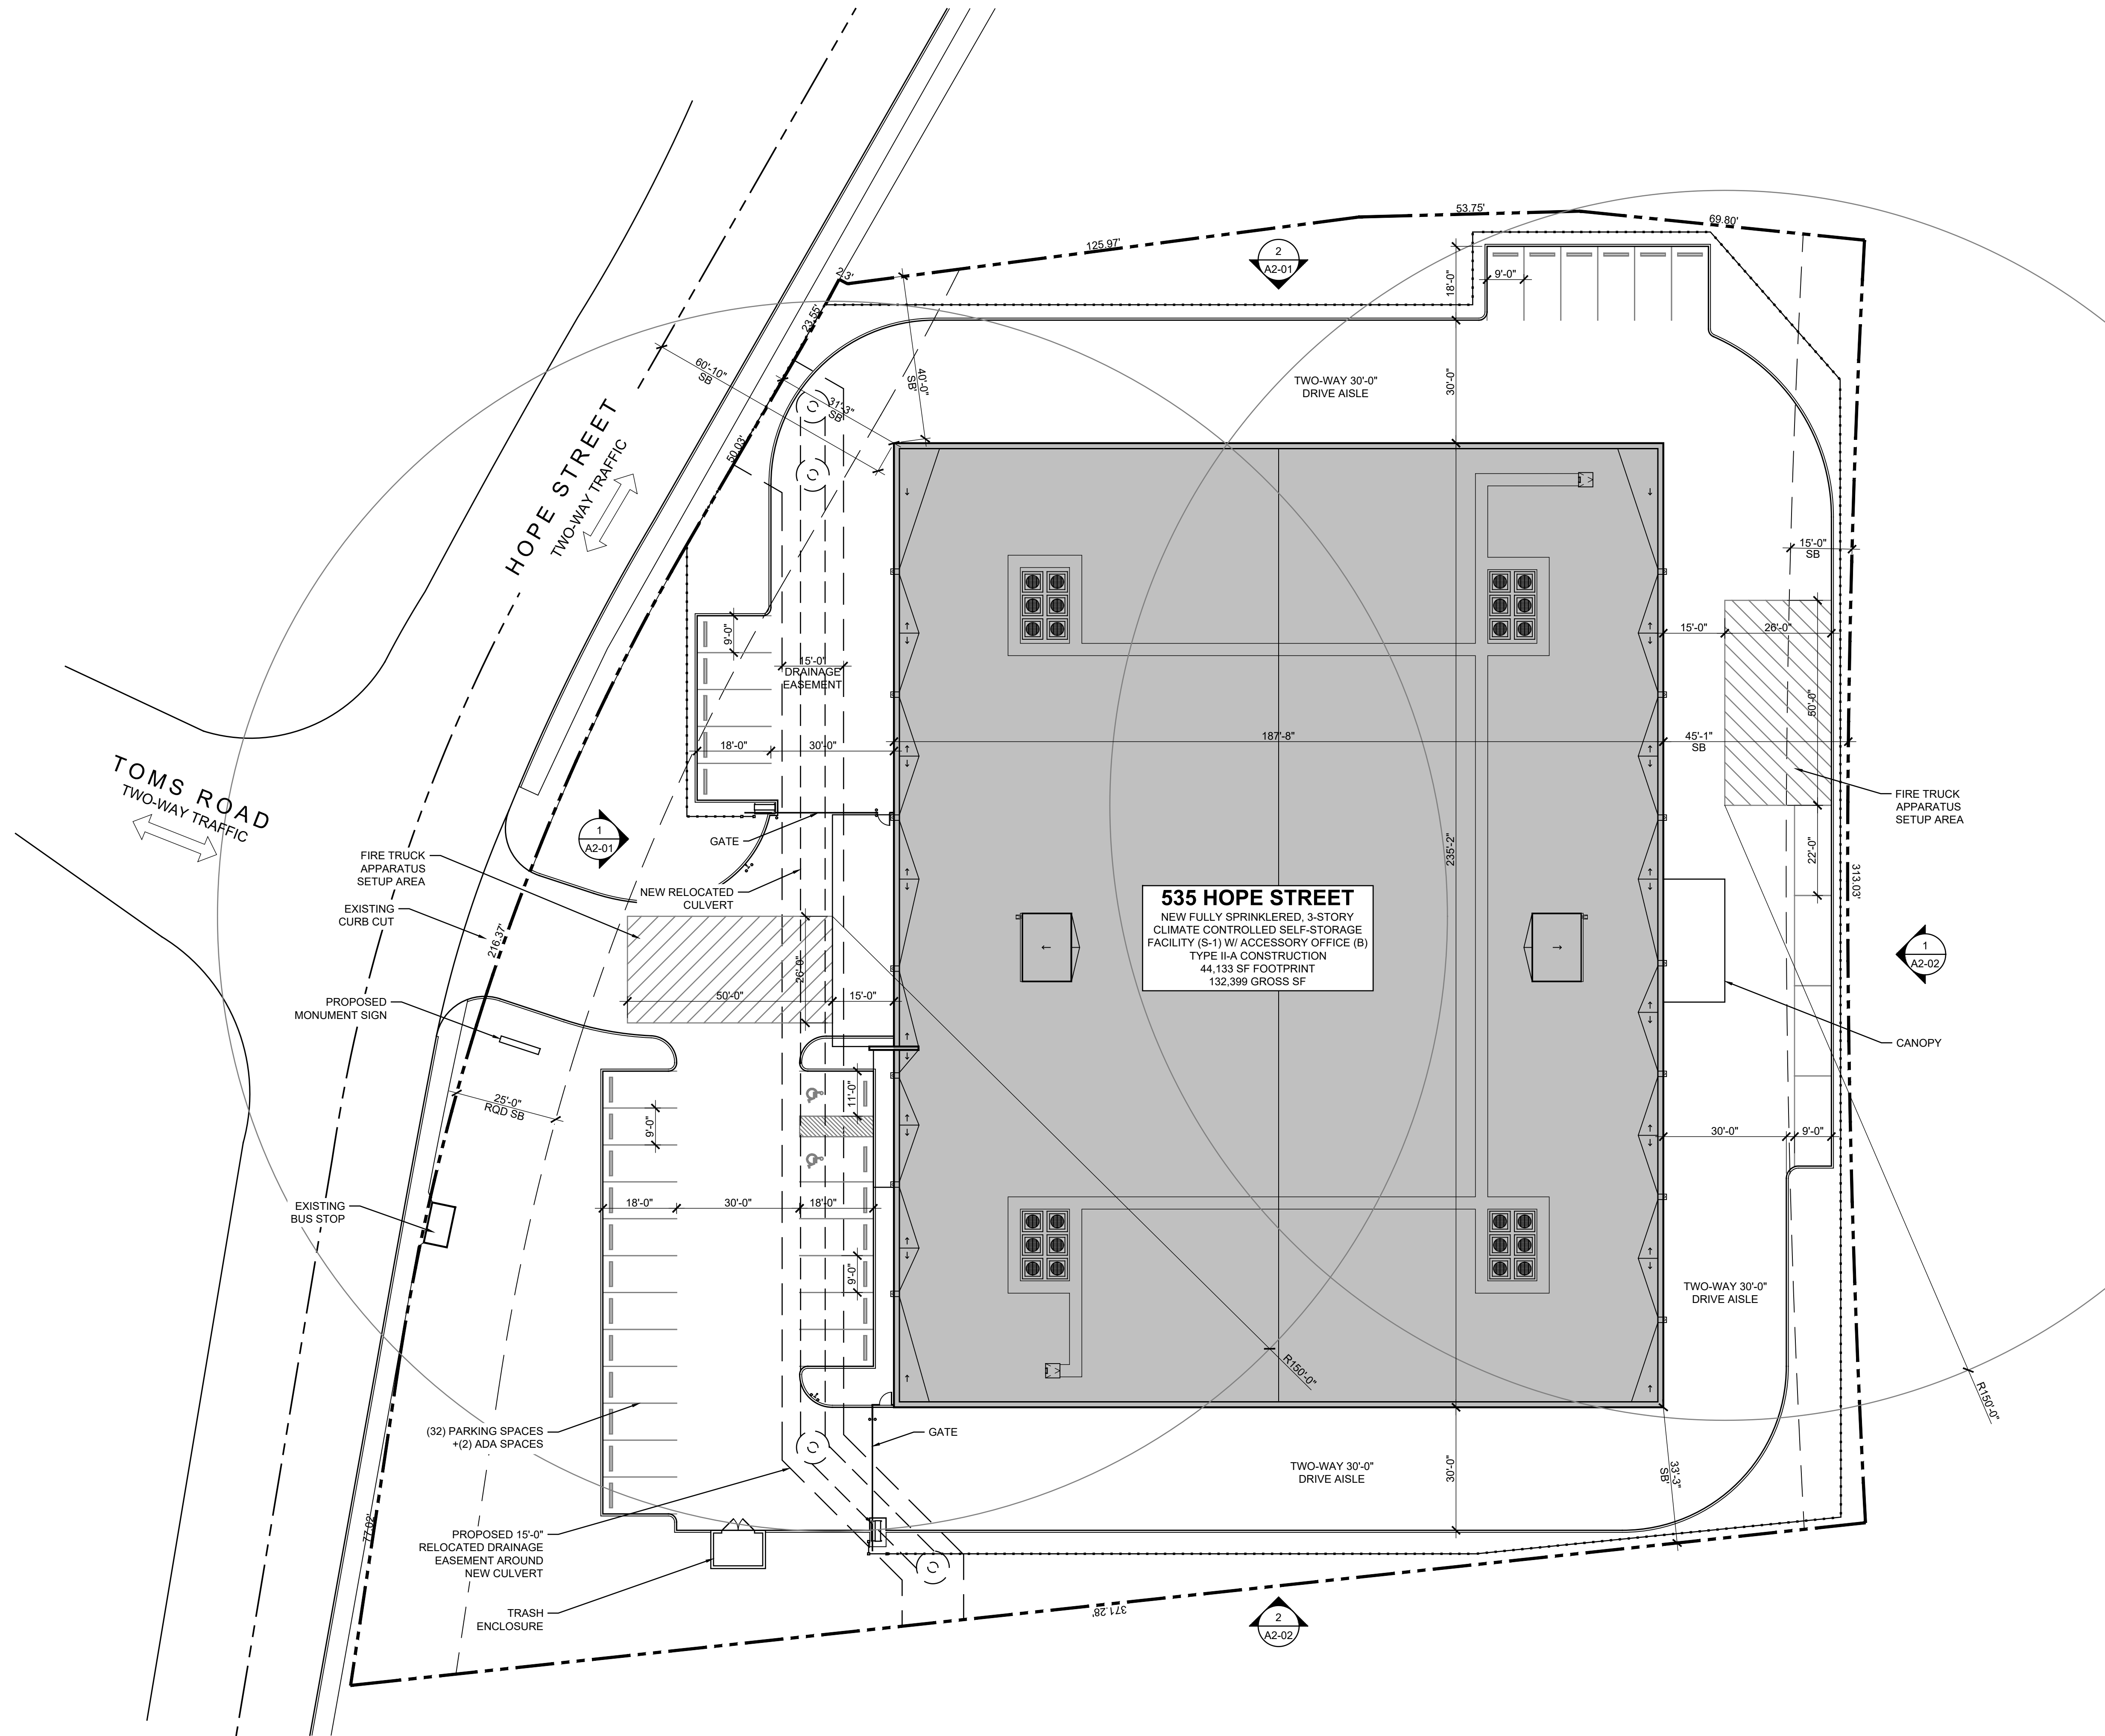 53.75'
69.80'
125.97'
2
A2-01
2.3'
23.55'
18'-0"
9'-0"
60'-10"
SB
40'-0"
SB
31'-3"
SB
50.03'
30'-0"
TWO-WAY 30'-0"
DRIVE AISLE
HOPE STREET
TWO-WAY TRAFFIC
15'-0"
SB
15'-0"
26'-0"
9'-0"
15'-0"
DRAINAGE
EASEMENT
50'-0"
18'-0"
30'-0"
187'-8"
45'-1"
SB
TOMS ROAD
TWO-WAY TRAFFIC
FIRE TRUCK
APPARATUS
SETUP AREA
1
A2-01
GATE
235'-2"
22'-0"
313.03'
FIRE TRUCK
APPARATUS
SETUP AREA
NEW RELOCATED
CULVERT
EXISTING
CURB CUT
216.37'
535 HOPE STREET
NEW FULLY SPRINKLERED, 3-STORY
CLIMATE CONTROLLED SELF-STORAGE
FACILITY (S-1) W/ ACCESSORY OFFICE (B)
TYPE II-A CONSTRUCTION
44,133 SF FOOTPRINT
132,399 GROSS SF
1
A2-02
26'-0"
50'-0"
15'-0"
PROPOSED
MONUMENT SIGN
CANOPY
25'-0"
RQD SB
11'-0"
9'-0"
30'-0"
9'-0"
EXISTING
BUS STOP
18'-0"
30'-0"
18'-0"
9'-0"
TWO-WAY 30'-0"
DRIVE AISLE
R150'-0"
R150'-0"
(32) PARKING SPACES
+(2) ADA SPACES
GATE
TWO-WAY 30'-0"
DRIVE AISLE
30'-0"
33'-3"
SB
77.02'
PROPOSED 15'-0"
RELOCATED DRAINAGE
EASEMENT AROUND
NEW CULVERT
TRASH
ENCLOSURE
371.28'
2
A2-02